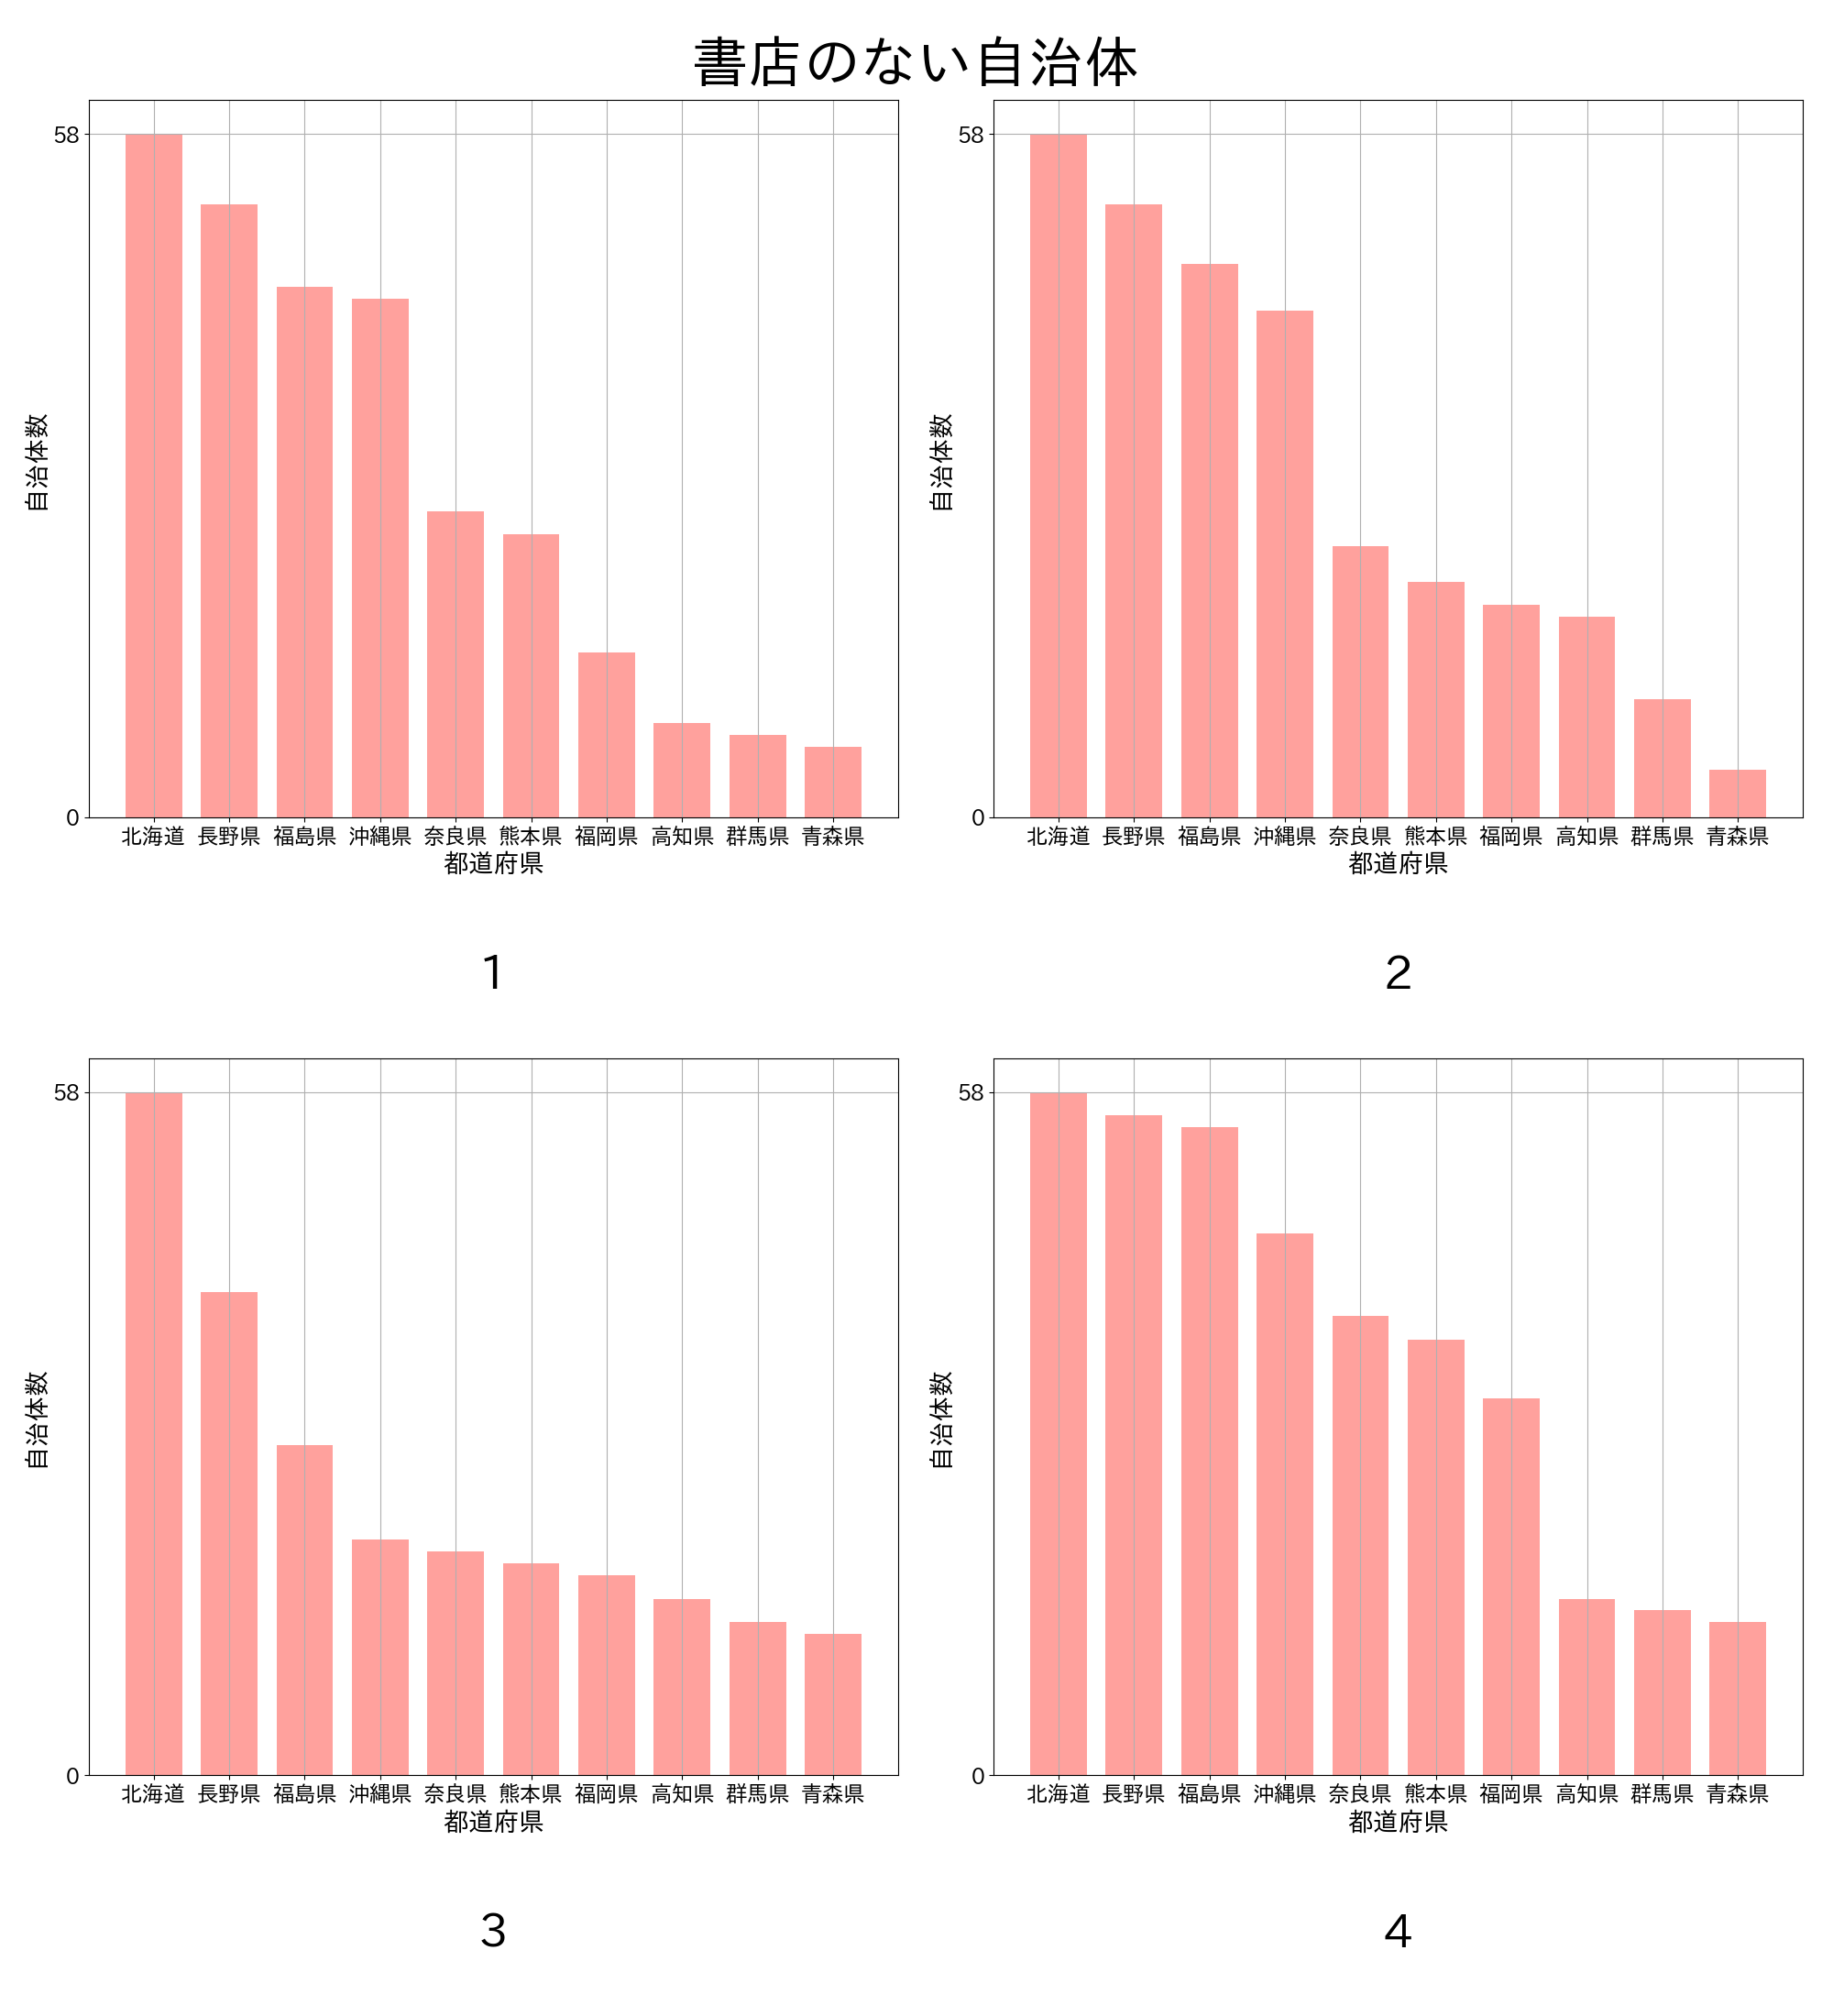 書店のない自治体
58
0
自治体数
北海道 長野県 福島県 沖縄県 奈良県 熊本県 福岡県 高知県 群馬県 青森県
都道府県
1
58
0
自治体数
北海道 長野県 福島県 沖縄県 奈良県 熊本県 福岡県 高知県 群馬県 青森県
都道府県
2
58
0
自治体数
北海道 長野県 福島県 沖縄県 奈良県 熊本県 福岡県 高知県 群馬県 青森県
都道府県
3
58
0
自治体数
北海道 長野県 福島県 沖縄県 奈良県 熊本県 福岡県 高知県 群馬県 青森県
都道府県
4